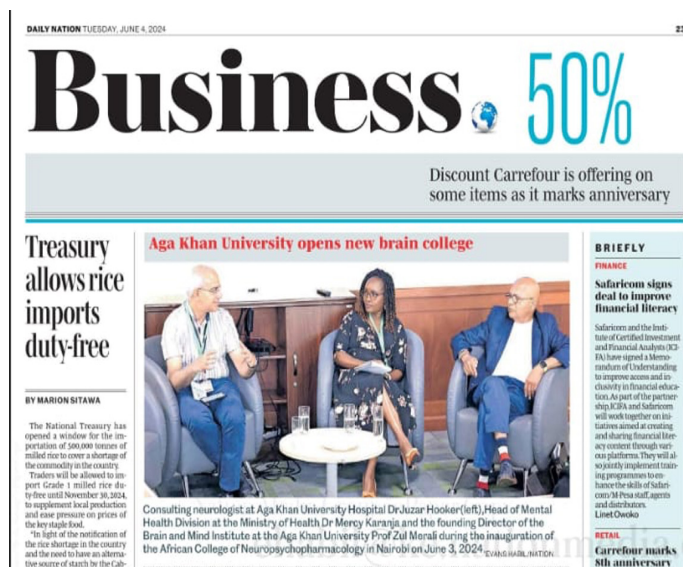 DAILY NATION TUESDAY, JUNE 4, 2024
Business.
50%
Discount Carrefour is offering on
some items as it marks anniversary
Treasury
allows rice
imports
duty-free
BY MARION SITAWA
The National Treasury has
opened a window for the im-
portation of 500,000 tonnes of
milled rice to cover a shortage of
the commodity in the country.
Traders will be allowed to im-
port Grade 1 milled rice du-
ty-free until November 30, 2024,
to supplement local production
and ease pressure on prices of
the key staple food.
"In light of the notification of
the rice shortage in the country
and the need to have an alterna-
tive source of starch by the Cab-
Aga Khan University opens new brain college
Consulting neurologist at Aga Khan University Hospital DrJuzar Hooker(left),Head of Mental
Health Division at the Ministry of Health Dr Mercy Karanja and the founding Director of the
Brain and Mind Institute at the Aga Khan University Prof Zul Merali during the inauguration of
the African College of Neuropsychopharmacology in Nairobi on June 3, 2024. EVANS HABIL/NATION
BRIEFLY
FINANCE
Safaricom signs
deal to improve
financial literacy
Safaricom and the Insti-
tute of Certified Investment
and Financial Analysts (ICI-
FA) have signed a Memo-
randum of Understanding
to improve access and in-
clusivity in financial educa-
tion. As part of the partner-
ship, ICIFA and Safaricom
will work together on ini-
tiatives aimed at creating
and sharing financial liter-
acy content through vari-
ous platforms. They will al-
so jointly implement train-
ing programmes to en-
hance the skills of Safari-
com/M-Pesa staff, agents
and distributors.
Linet Owoko
RETAIL
Carrefour marks
8th anniversary